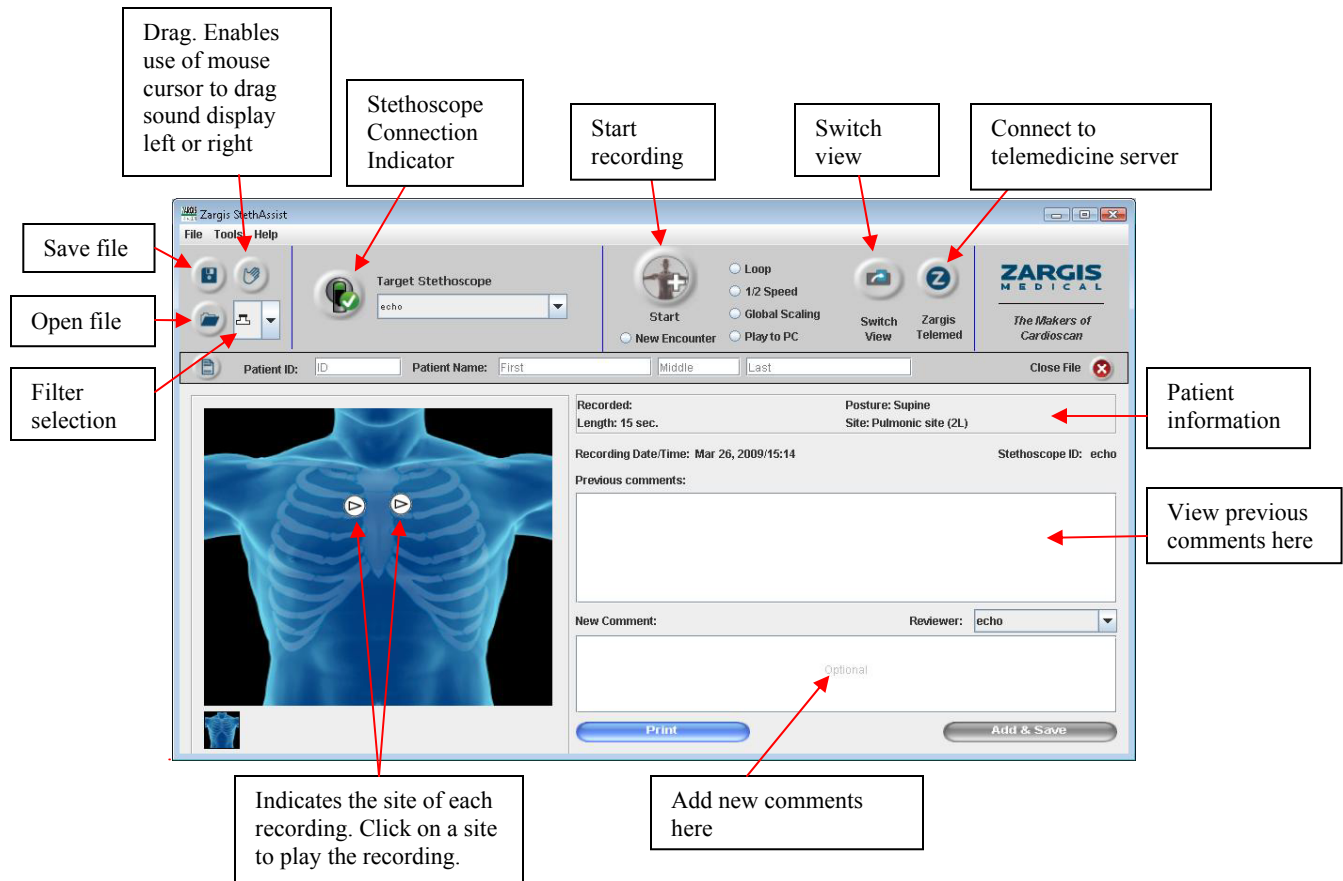 Drag. Enables
use of mouse
cursor to drag
sound display
left or right
Stethoscope
Connection
Indicator
Start
recording
Switch
view
Connect to
telemedicine server
Save file
Open file
Filter
selection
Zargis StethAssist
File Tools Help
Target Stethoscope
echo
Start
New Encounter
Loop
1/2 Speed
Global Scaling
Play to PC
Switch
View
Zargis
Telemed
ZARGIS
MEDICAL
The Makers of
Cardioscan
Patient ID: ID Patient Name: First Middle Last Close File
Recorded: Posture: Supine
Length: 15 sec. Site: Pulmonic site (2L)
Recording Date/Time: Mar 26, 2009/15:14 Stethoscope ID: echo
Previous comments:
New Comment: Reviewer: echo
Optional
Print Add & Save
Patient
information
View previous
comments here
Indicates the site of each
recording. Click on a site
to play the recording.
Add new comments
here